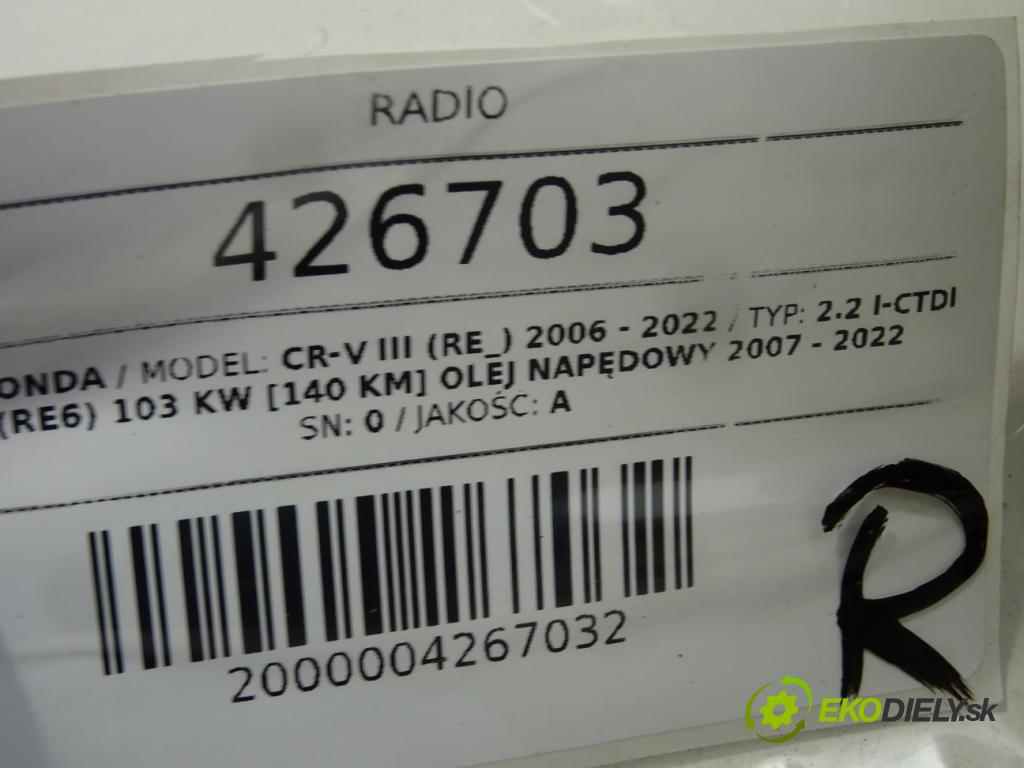 RADIO
426703
ONDA / MODEL: CR-V III (RE_) 2006 - 2022 / TYP: 2.2 I-CTDI
(RE6) 103 KW [140 KM] OLEJ NAPĘDOWY 2007 - 2022
SN: 0 / JAKOŚĆ: A
2000004267032
R
EKODIELY.sk